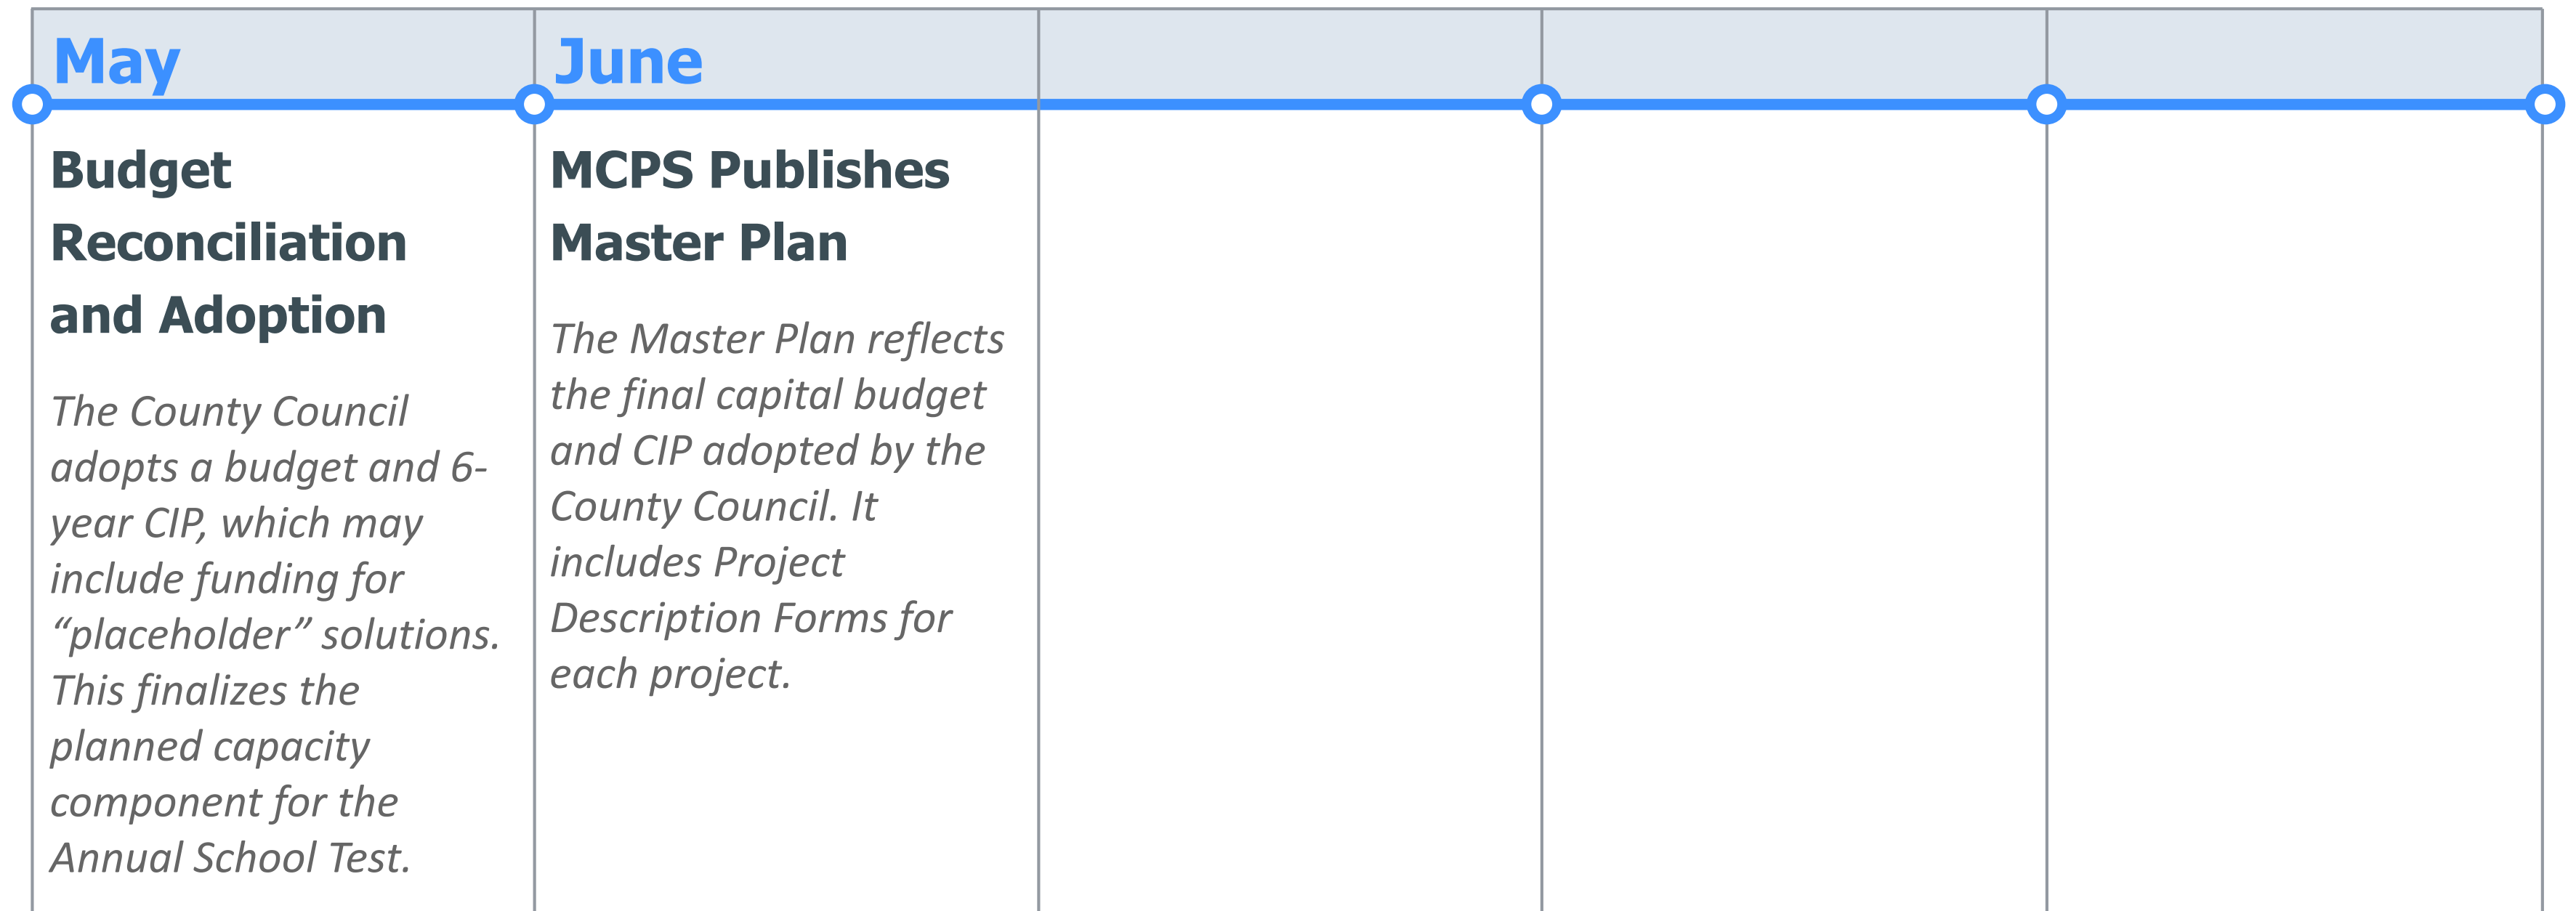 May
Budget
Reconciliation
and Adoption
The County Council
adopts a budget and 6-
year CIP, which may
include funding for
“placeholder” solutions.
This finalizes the
planned capacity
component for the
Annual School Test.
June
MCPS Publishes
Master Plan
The Master Plan reflects
the final capital budget
and CIP adopted by the
County Council. It
includes Project
Description Forms for
each project.